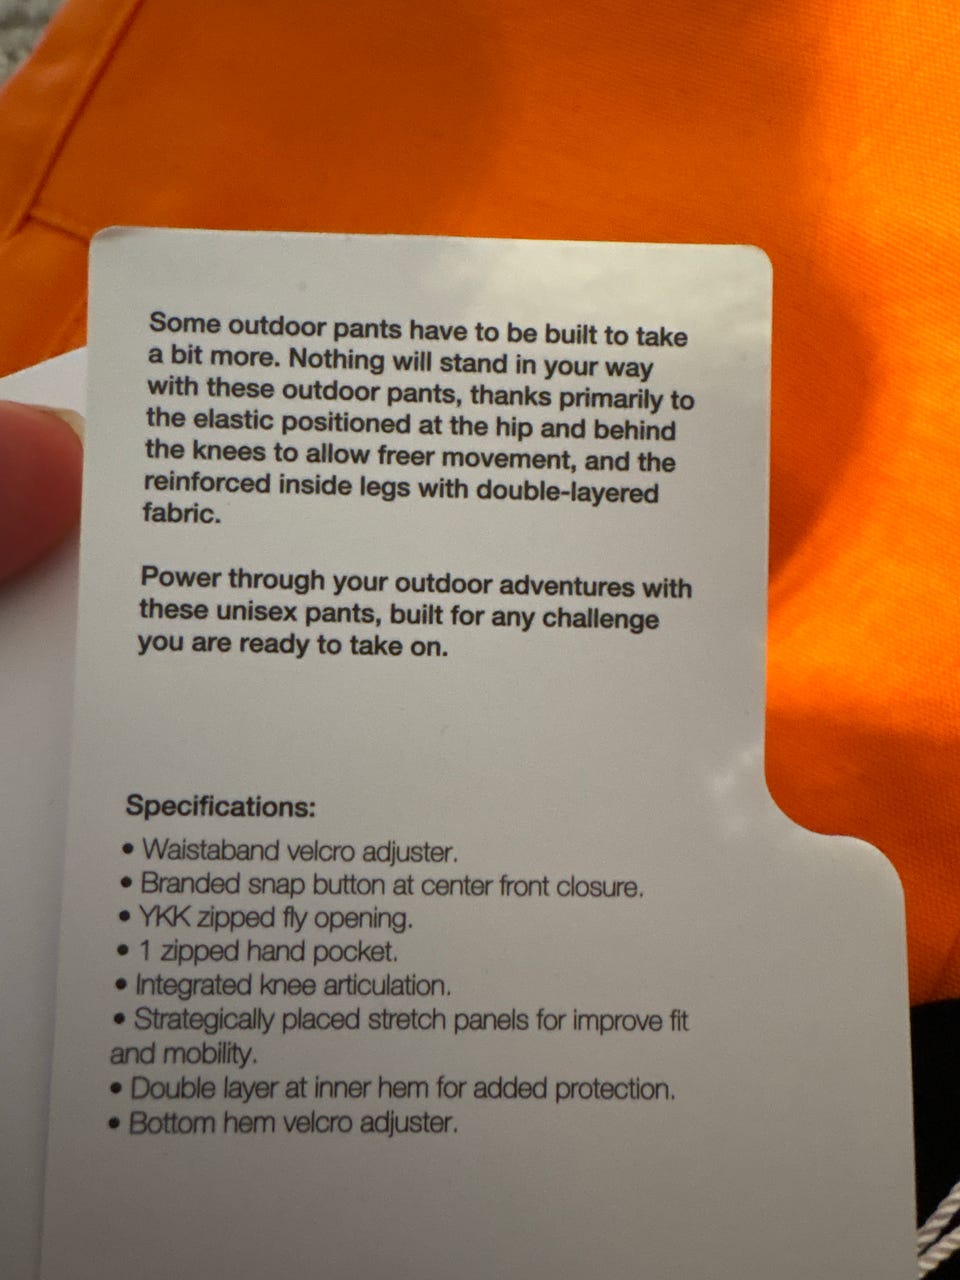 Some outdoor pants have to be built to take
a bit more. Nothing will stand in your way
with these outdoor pants, thanks primarily to
the elastic positioned at the hip and behind
the knees to allow freer movement, and the
reinforced inside legs with double-layered
fabric.
Power through your outdoor adventures with
these unisex pants, built for any challenge
you are ready to take on.
Specifications:
• Waistaband velcro adjuster.
• Branded snap button at center front closure.
• YKK zipped fly opening.
• 1 zipped hand pocket.
• Integrated knee articulation.
• Strategically placed stretch panels for improve fit
and mobility.
• Double layer at inner hem for added protection.
• Bottom hem velcro adjuster.